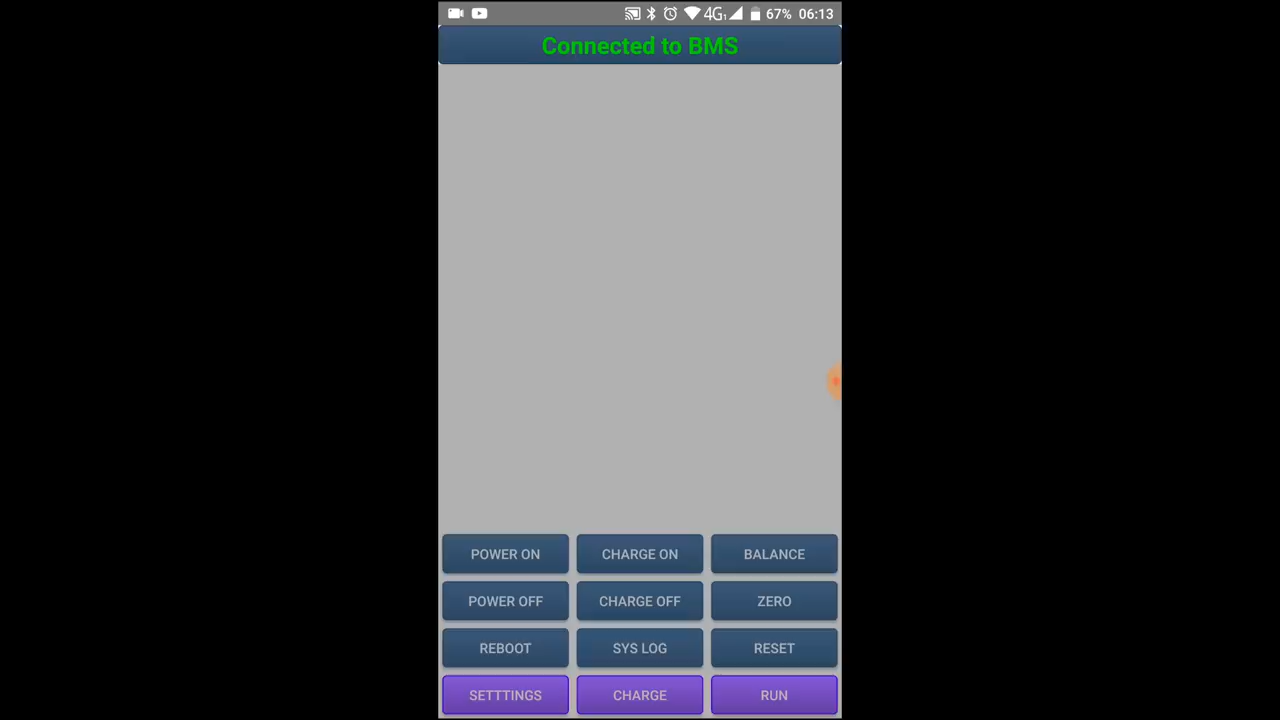 4G1 67% 06:13
Connected to BMS
POWER ON CHARGE ON BALANCE
POWER OFF CHARGE OFF ZERO
REBOOT SYS LOG RESET
SETTTINGS CHARGE RUN